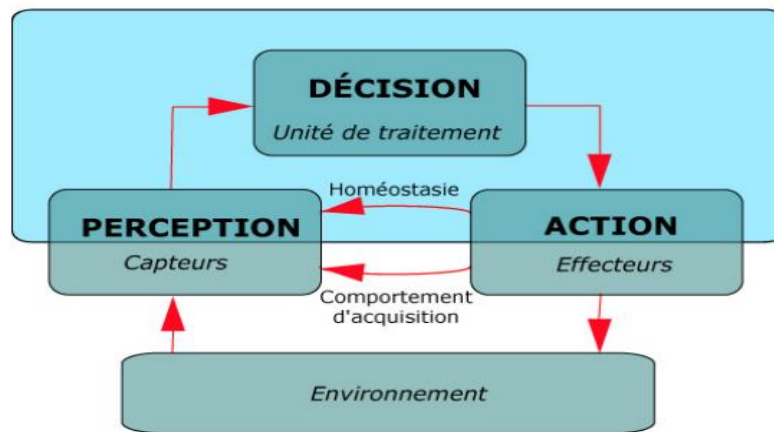 DÉCISION
Unité de traitement
Homéostasie
PERCEPTION
Capteurs
ACTION
Effecteurs
Comportement
d'acquisition
Environnement